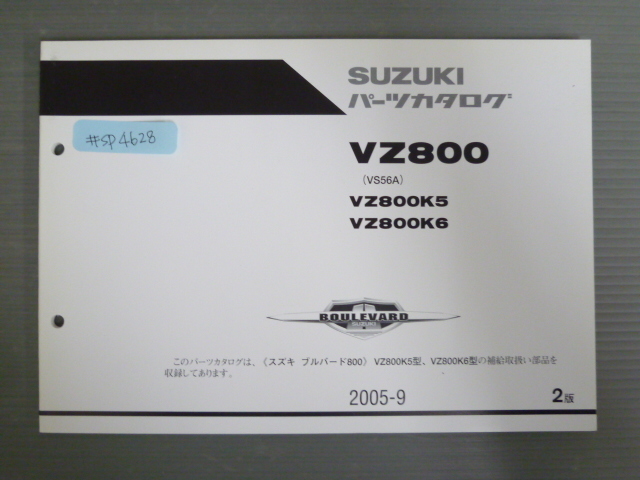 SUZUKI
パーツカタログ
#SP4628
VZ800
(VS56A)
VZ800K5
VZ800K6
BOULEVARD
このパーツカタログは、《スズキ ブルバード800》 VZ800K5型、VZ800K6型の補給取扱い部品を
収録してあります。
2005-9
2版